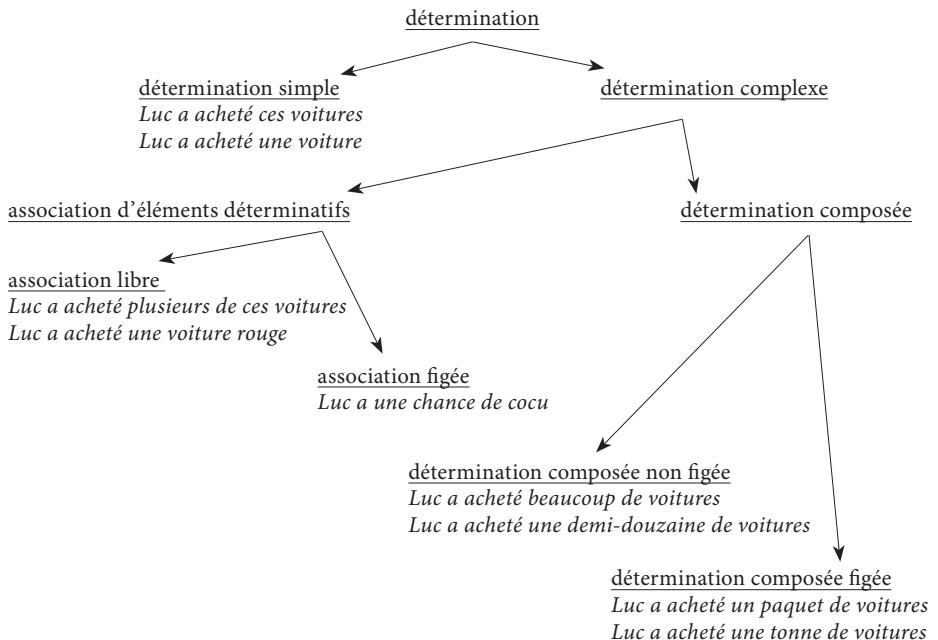 détermination
détermination simple
Luc a acheté ces voitures
Luc a acheté une voiture
détermination complexe
association d'éléments déterminatifs
détermination composée
association libre
Luc a acheté plusieurs de ces voitures
Luc a acheté une voiture rouge
association figée
Luc a une chance de cocu
détermination composée non figée
Luc a acheté beaucoup de voitures
Luc a acheté une demi-douzaine de voitures
détermination composée figée
Luc a acheté un paquet de voitures
Luc a acheté une tonne de voitures